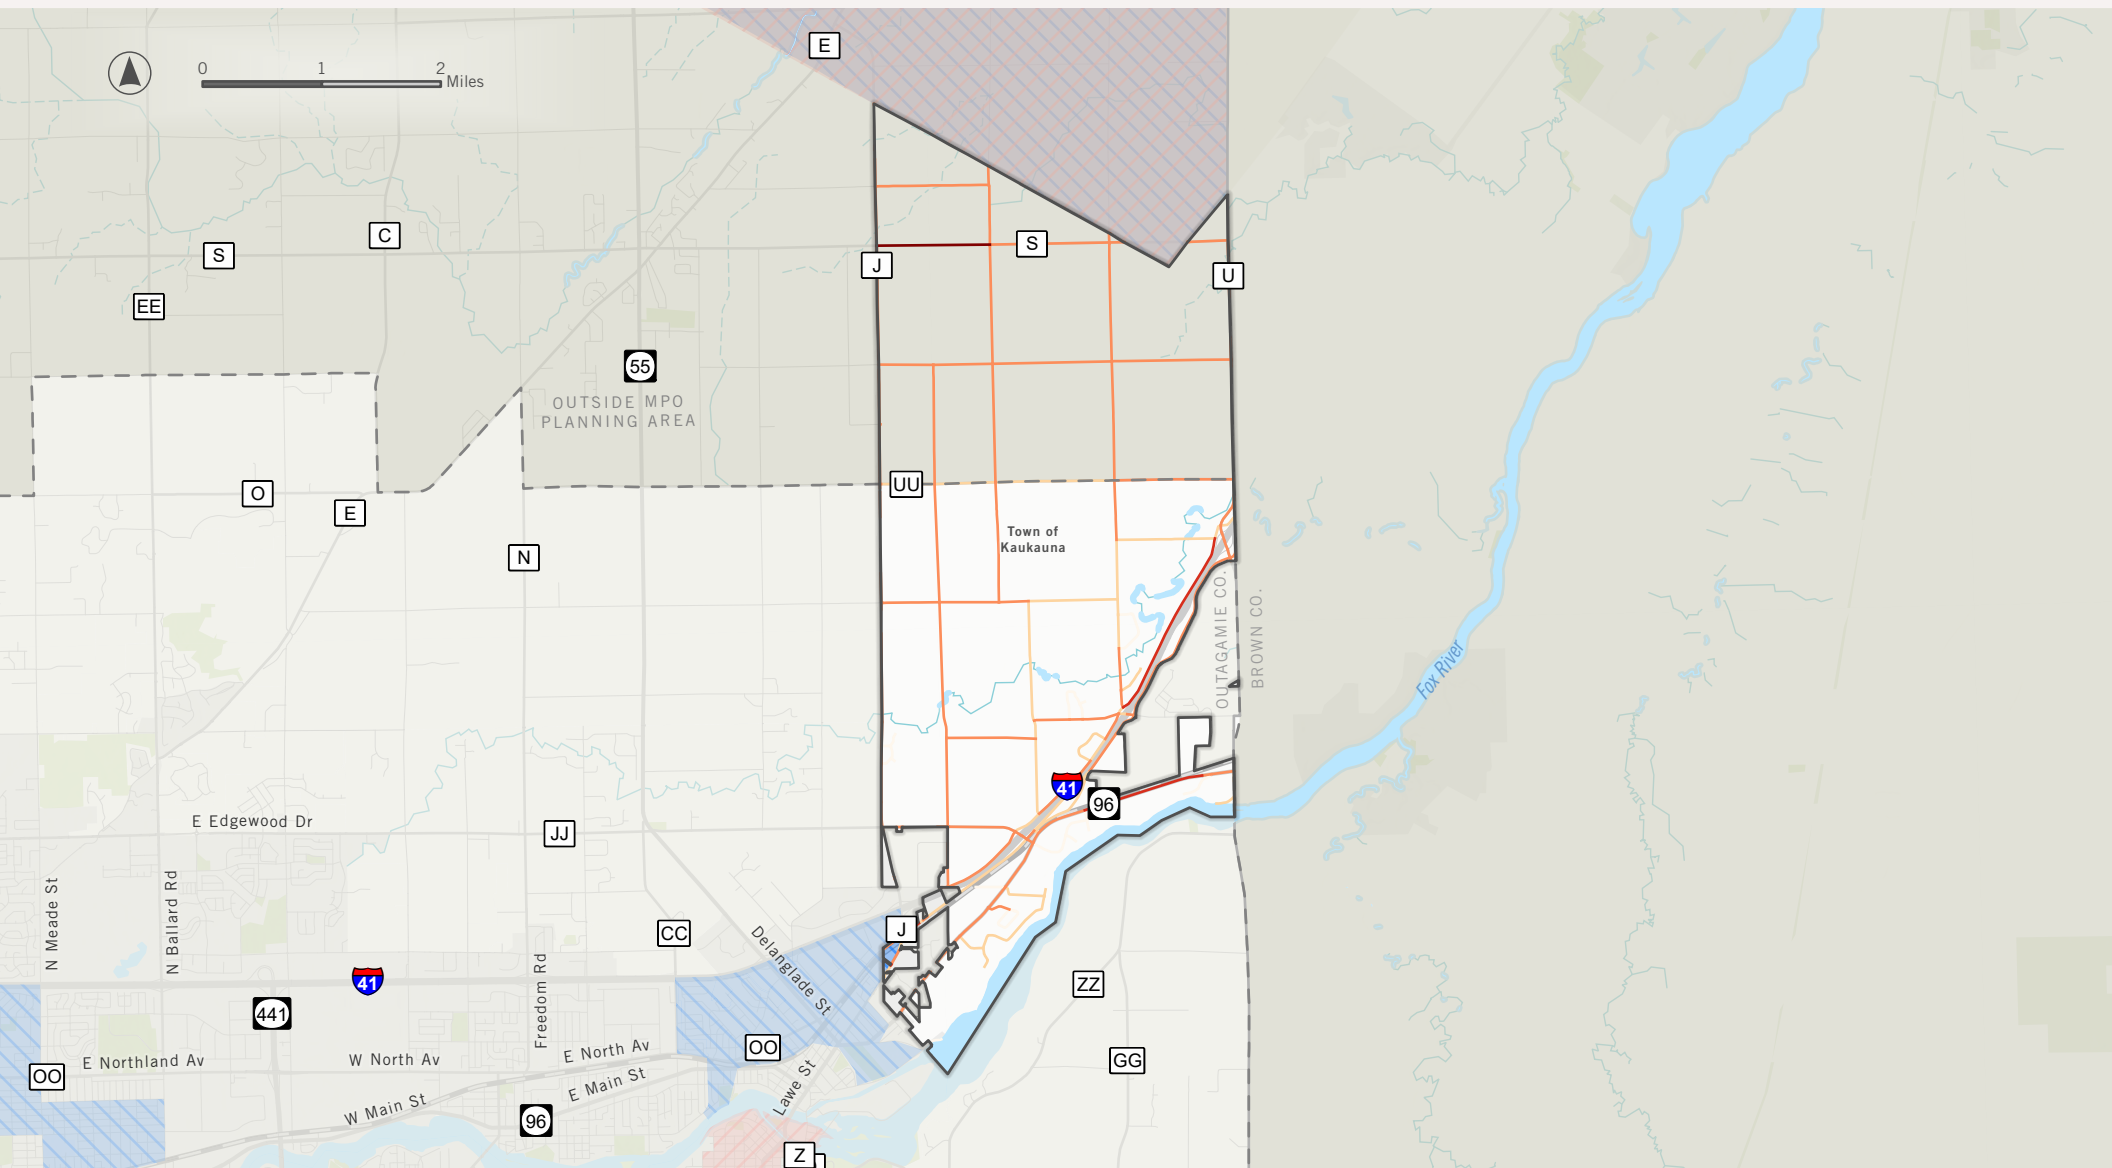 E
0 1 2
Miles
C
S
S
J
U
EE
55
OUTSIDE MPO
PLANNING AREA
UU
O
E
N
Town of
Kaukauna
OUTAGAMIE CO.
BROWN CO.
Fox River
41
96
E Edgewood Dr
JJ
N Meade St
N Ballard Rd
Freedom Rd
CC
J
Delanglade St
41
441
ZZ
OO
E North Av
W North Av
E Northland Av
OO
GG
E Main St
W Main St
Lawe St
96
Z